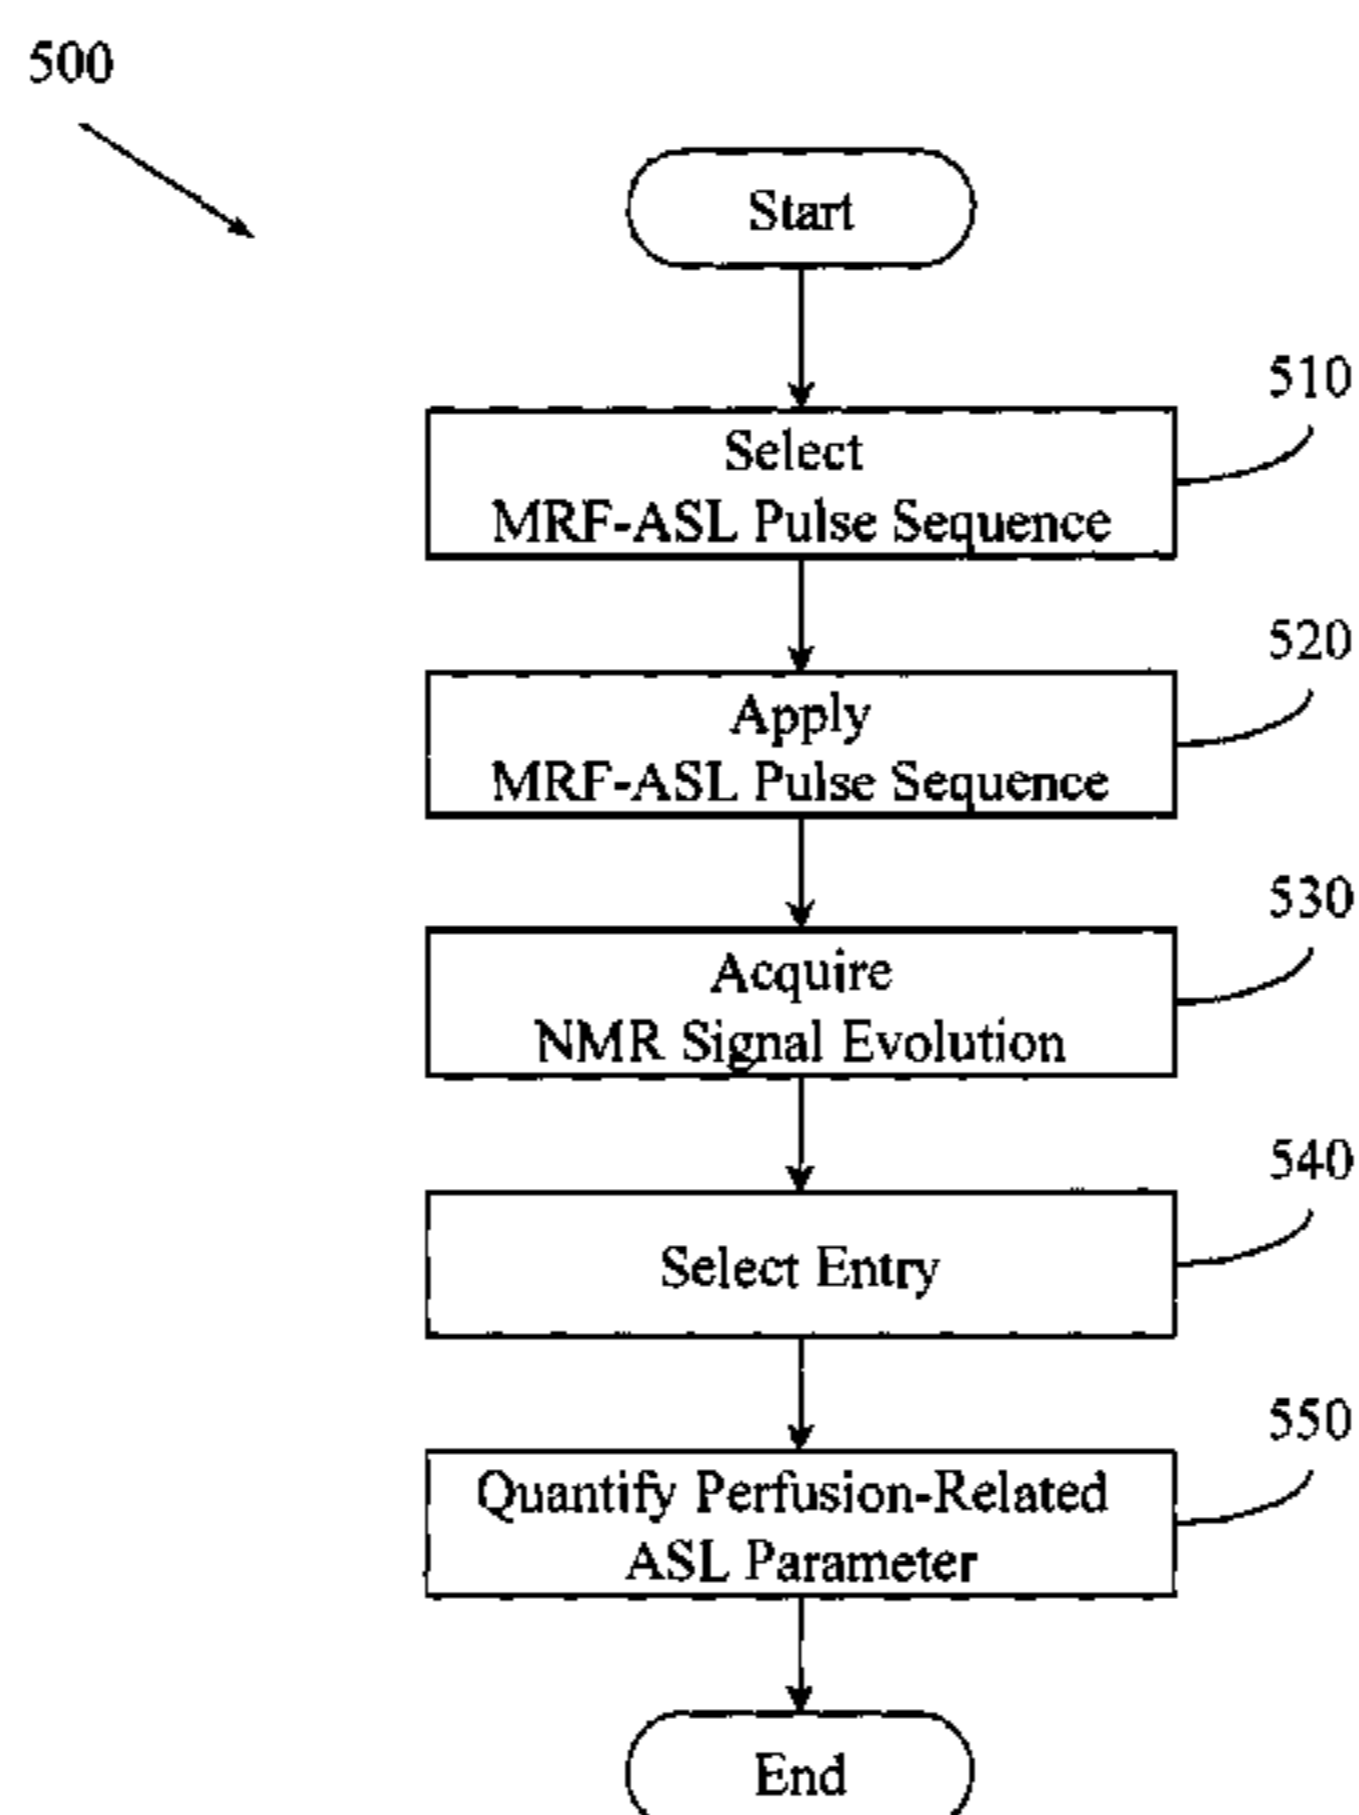 500
Start
510
Select
MRF-ASL Pulse Sequence
520
Apply
MRF-ASL Pulse Sequence
530
Acquire
NMR Signal Evolution
540
Select Entry
550
Quantify Perfusion-Related
ASL Parameter
End